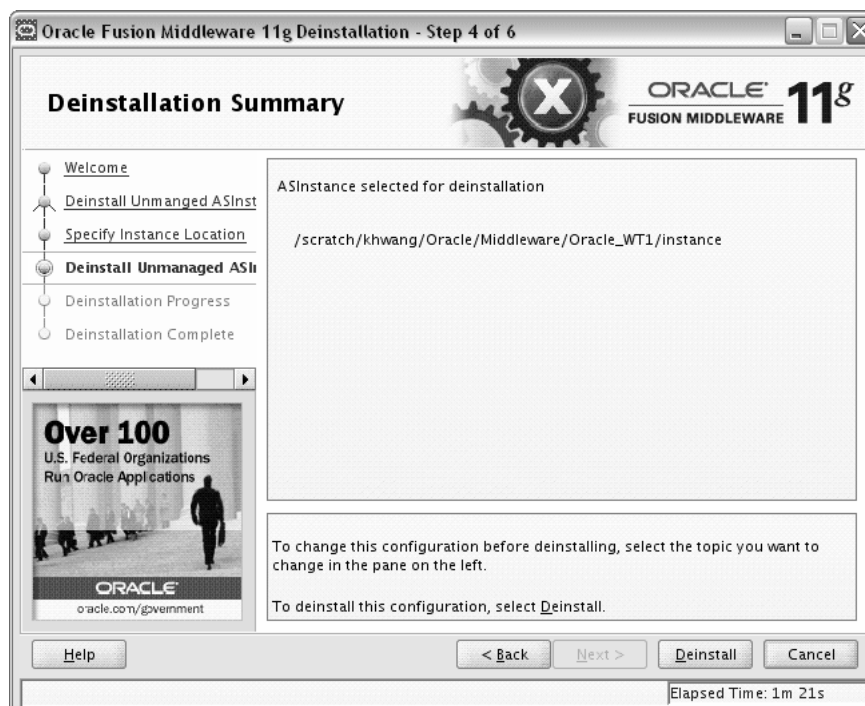 Oracle Fusion Middleware 11g Deinstallation - Step 4 of 6
Deinstallation Summary
ORACLE
FUSION MIDDLEWARE
11g
Welcome
Deinstall Unmanged ASInst
Specify Instance Location
Deinstall Unmanaged ASI
Deinstallation Progress
Deinstallation Complete
ASInstance selected for deinstallation
/scratch/khwang/Oracle/Middleware/Oracle_WT1/instance
Over 100
U.S. Federal Organizations
Run Oracle Applications
ORACLE
oracle.com/government
To change this configuration before deinstalling, select the topic you want to
change in the pane on the left.
To deinstall this configuration, select Deinstall.
Help
< Back
Next >
Deinstall
Cancel
Elapsed Time: 1m 21s